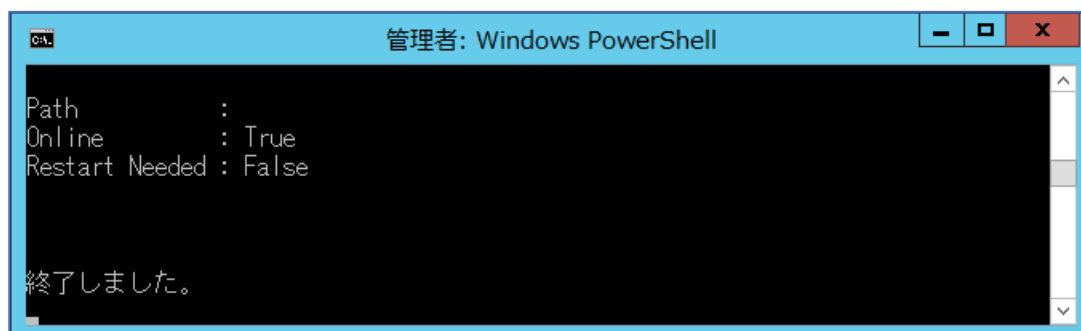 管理者: Windows PowerShell
Path          :
Online        : True
Restart Needed : False
終了しました。